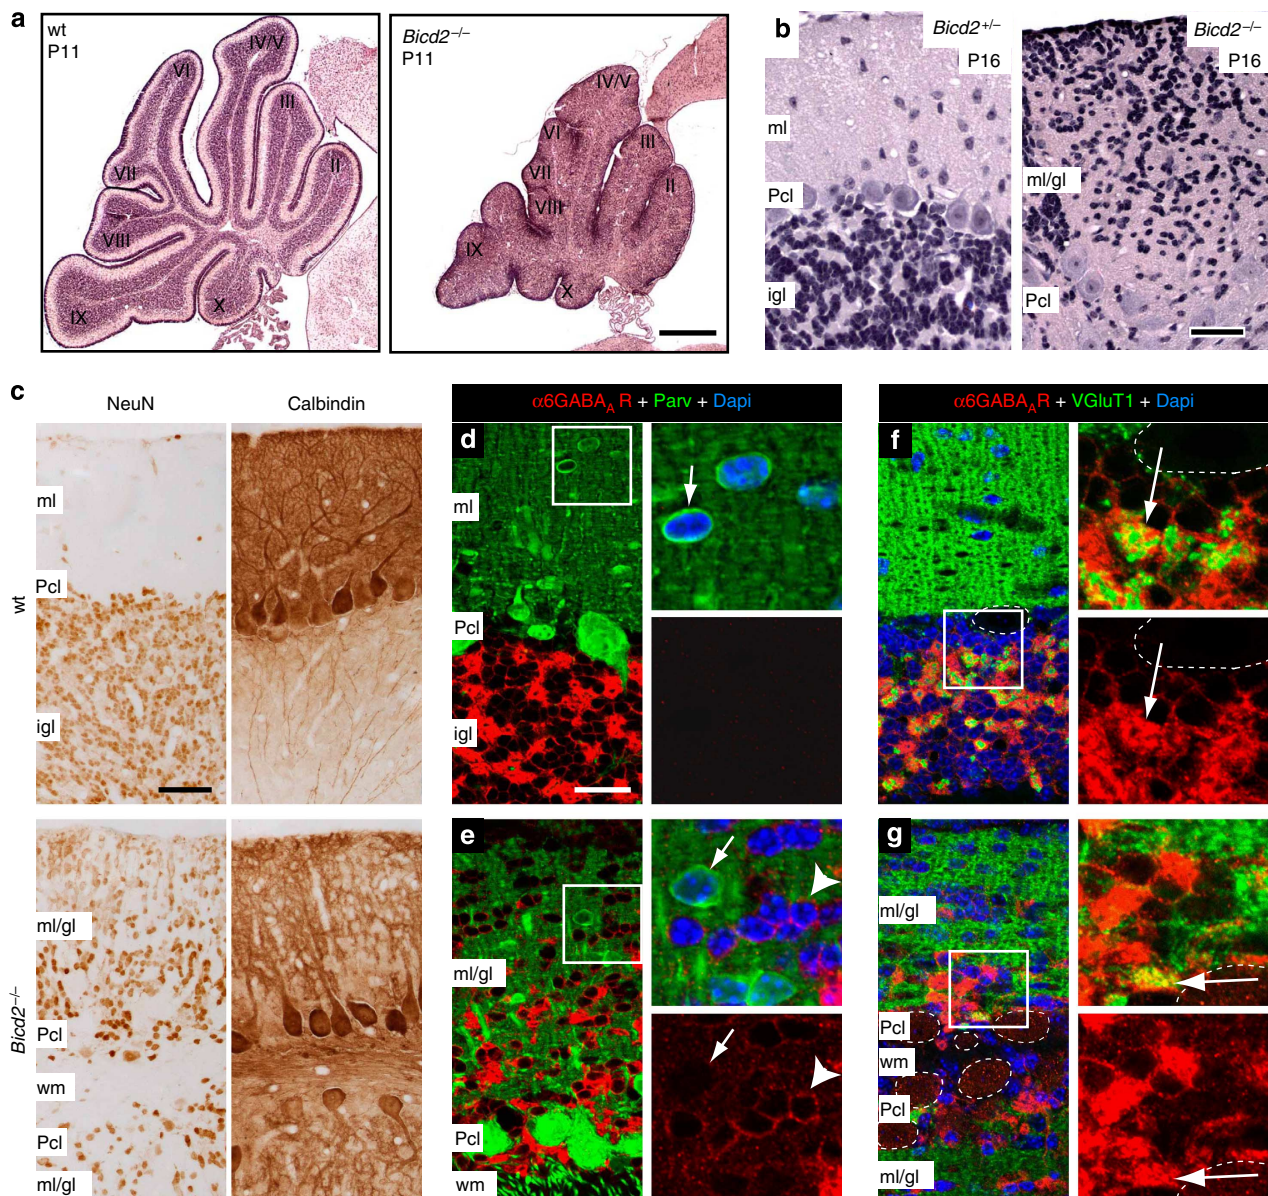 a
wt
P11
IV/V
VI
III
II
VII
VIII
IX
X
Bicd2−/−
P11
IV/V
VI
III
VII
II
VIII
IX
X
b
Bicd2+/−
P16
ml
Pcl
igl
Bicd2−/−
P16
ml/gl
Pcl
c
NeuN
Calbindin
wt
ml
Pcl
igl
Bicd2−/−
ml/gl
Pcl
wm
Pcl
ml/gl
α6GABAA R + Parv + Dapi
d
ml
Pcl
igl
e
ml/gl
Pcl
wm
α6GABAAR + VGluT1 + Dapi
f
g
ml/gl
Pcl
wm
Pcl
ml/gl